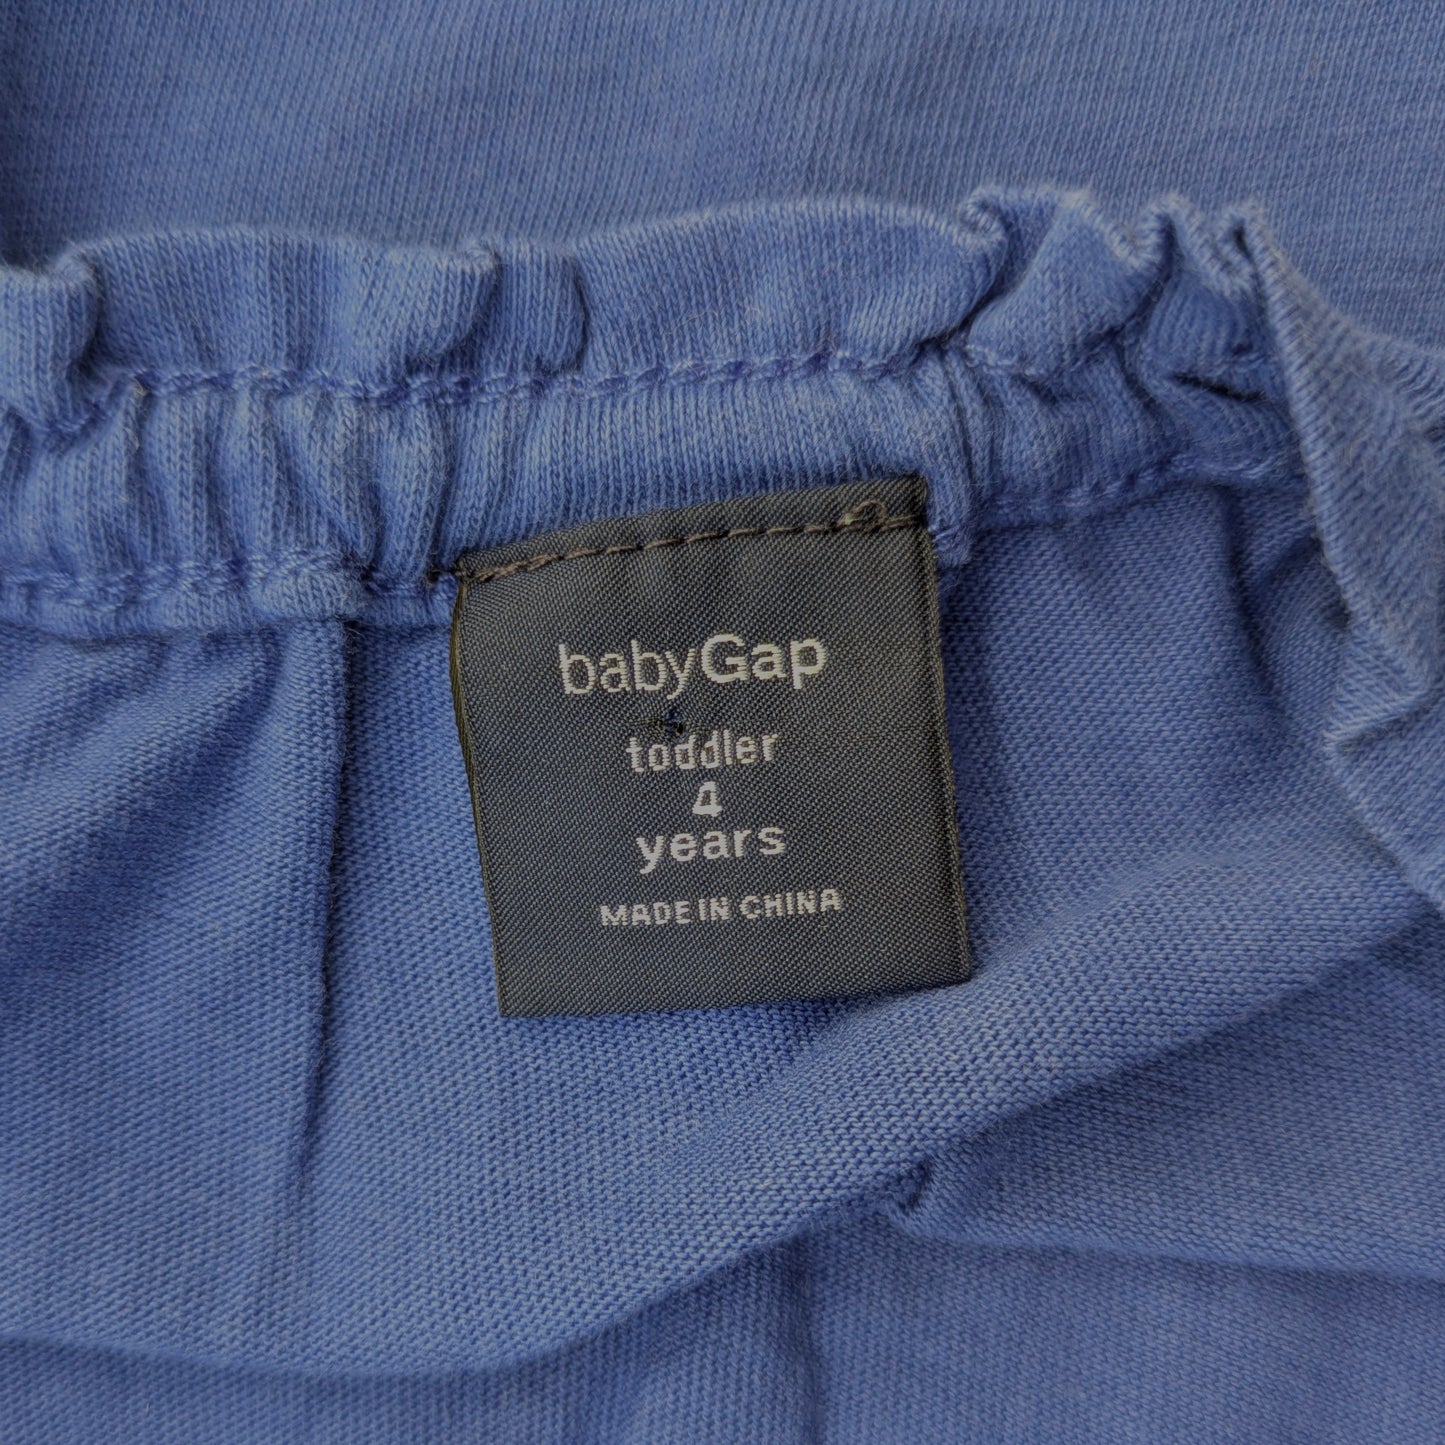 babyGap
toddler
4
years
MADE IN CHINA